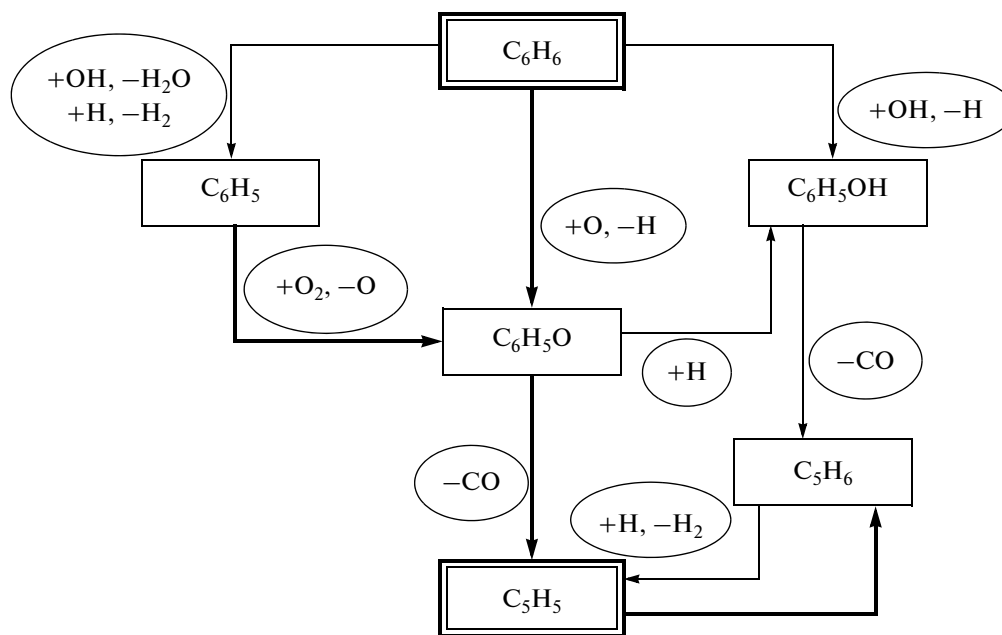 C₆H₆
+OH, −H₂O
+H, −H₂
+OH, −H
C₆H₅
C₆H₅OH
+O, −H
+O₂, −O
C₆H₅O
+H
−CO
−CO
C₅H₆
+H, −H₂
C₅H₅